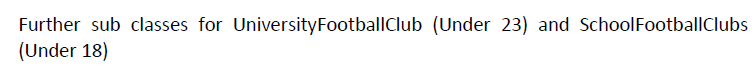 Further sub classes for UniversityFootballClub (Under 23) and SchoolFootballClubs
(Under 18)